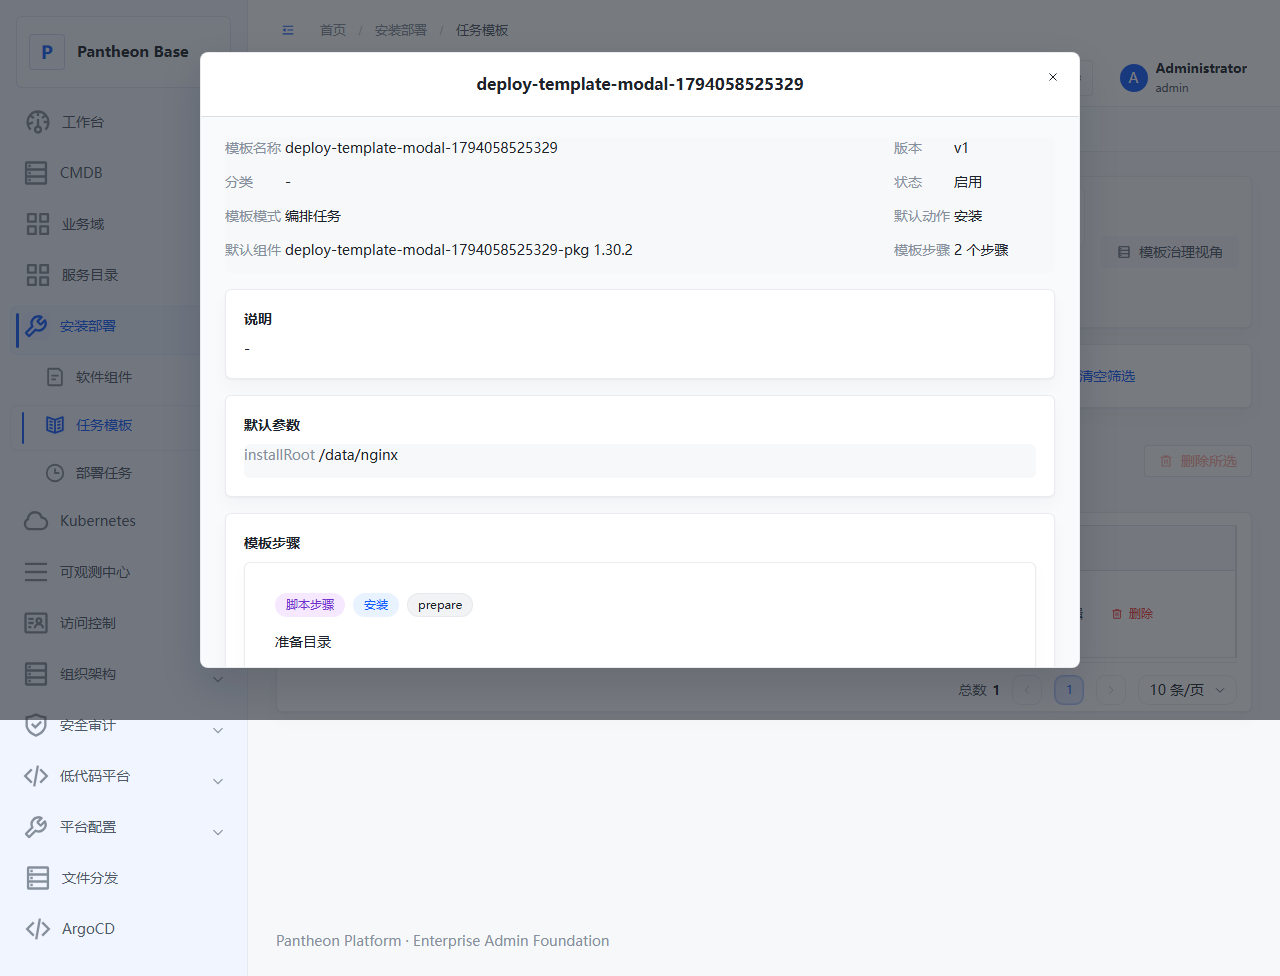 P Pantheon Base
首页 / 安装部署 / 任务模板
A Administrator
admin
工作台
CMDB
业务域
服务目录
安装部署
软件组件
任务模板
部署任务
Kubernetes
可观测中心
访问控制
组织架构
安全审计
低代码平台
平台配置
文件分发
ArgoCD
deploy-template-modal-1794058525329
模板名称 deploy-template-modal-1794058525329 版本 v1
分类 - 状态 启用
模板模式 编排任务 默认动作 安装
默认组件 deploy-template-modal-1794058525329-pkg 1.30.2 模板步骤 2 个步骤
说明
-
默认参数
installRoot /data/nginx
模板步骤
脚本步骤 安装 prepare
准备目录
模板治理视角
清空筛选
删除所选
删除
总数 1 1 10 条/页
Pantheon Platform · Enterprise Admin Foundation